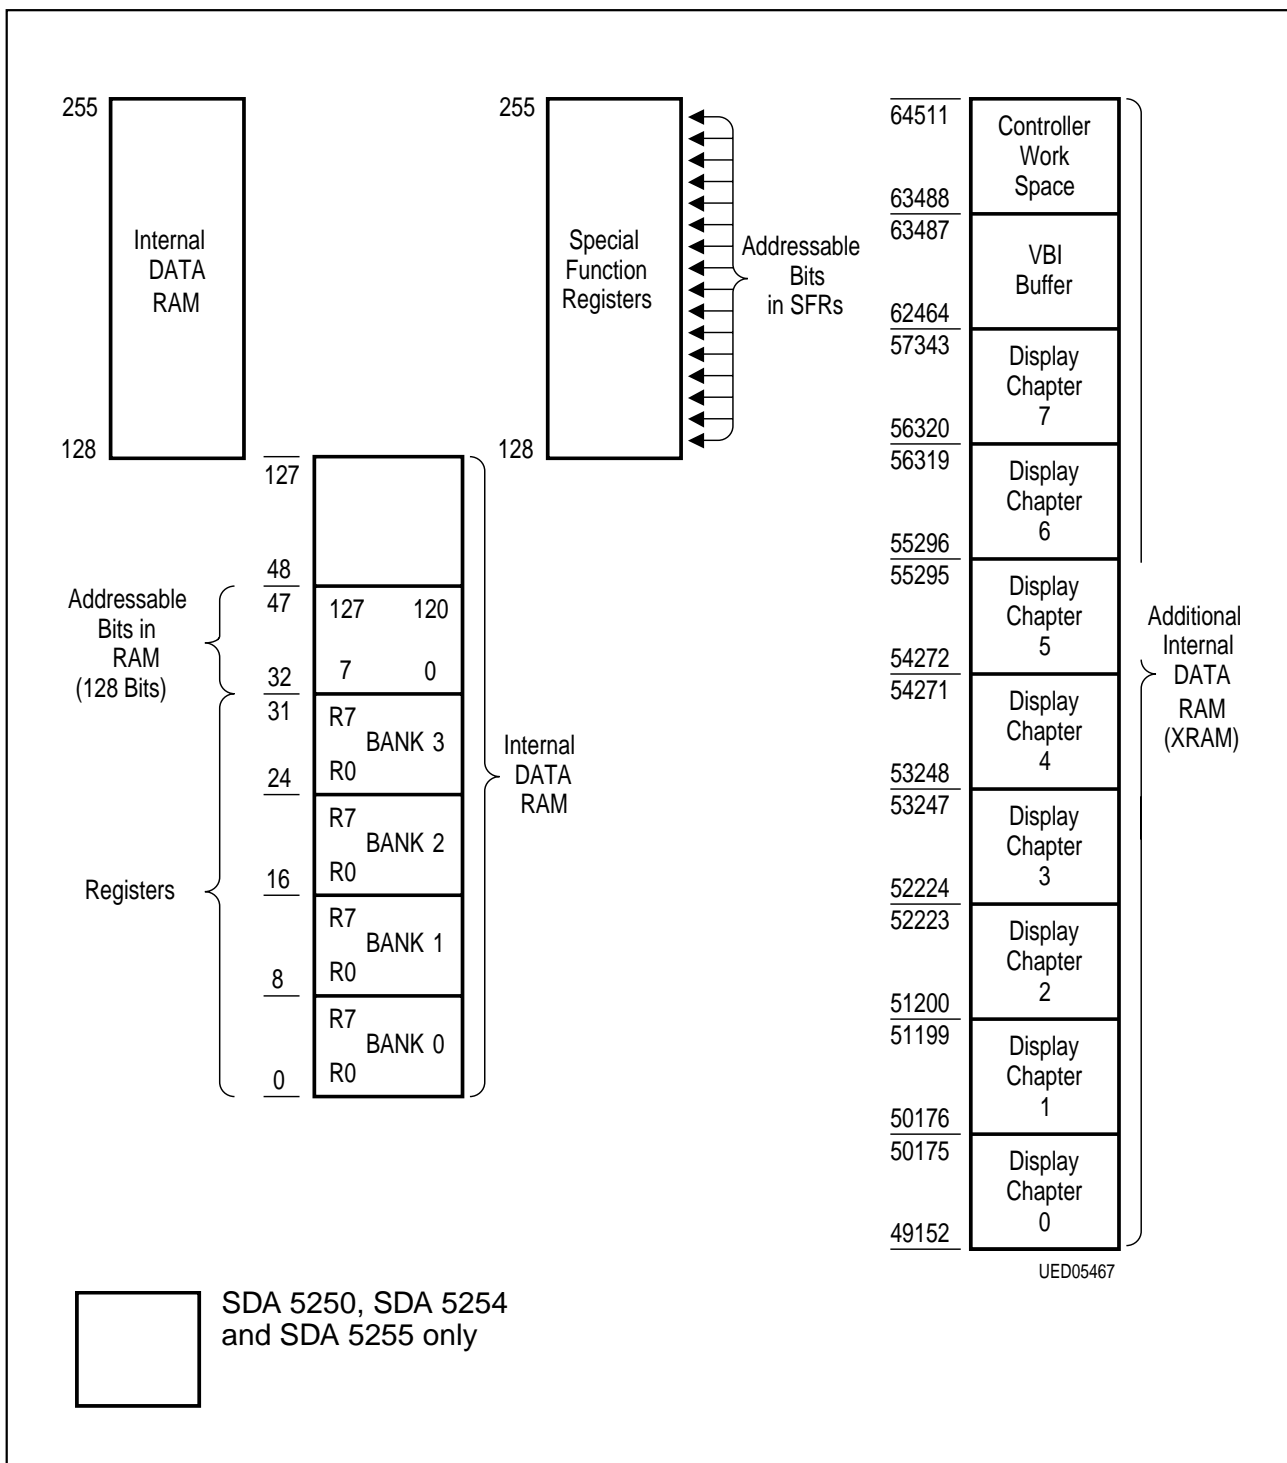 255
Internal
DATA
RAM
128
255
Special
Function
Registers
128
Addressable
Bits
in SFRs
127
48
47
32
31
24
16
8
0
127 120
7 0
R7
BANK 3
R0
R7
BANK 2
R0
R7
BANK 1
R0
R7
BANK 0
R0
Addressable
Bits in
RAM
(128 Bits)
Registers
Internal
DATA
RAM
64511
Controller
Work
Space
63488
63487
VBI
Buffer
62464
57343
Display
Chapter
7
56320
56319
Display
Chapter
6
55296
55295
Display
Chapter
5
54272
54271
Display
Chapter
4
53248
53247
Display
Chapter
3
52224
52223
Display
Chapter
2
51200
51199
Display
Chapter
1
50176
50175
Display
Chapter
0
49152
Additional
Internal
DATA
RAM
(XRAM)
UED05467
SDA 5250, SDA 5254
and SDA 5255 only